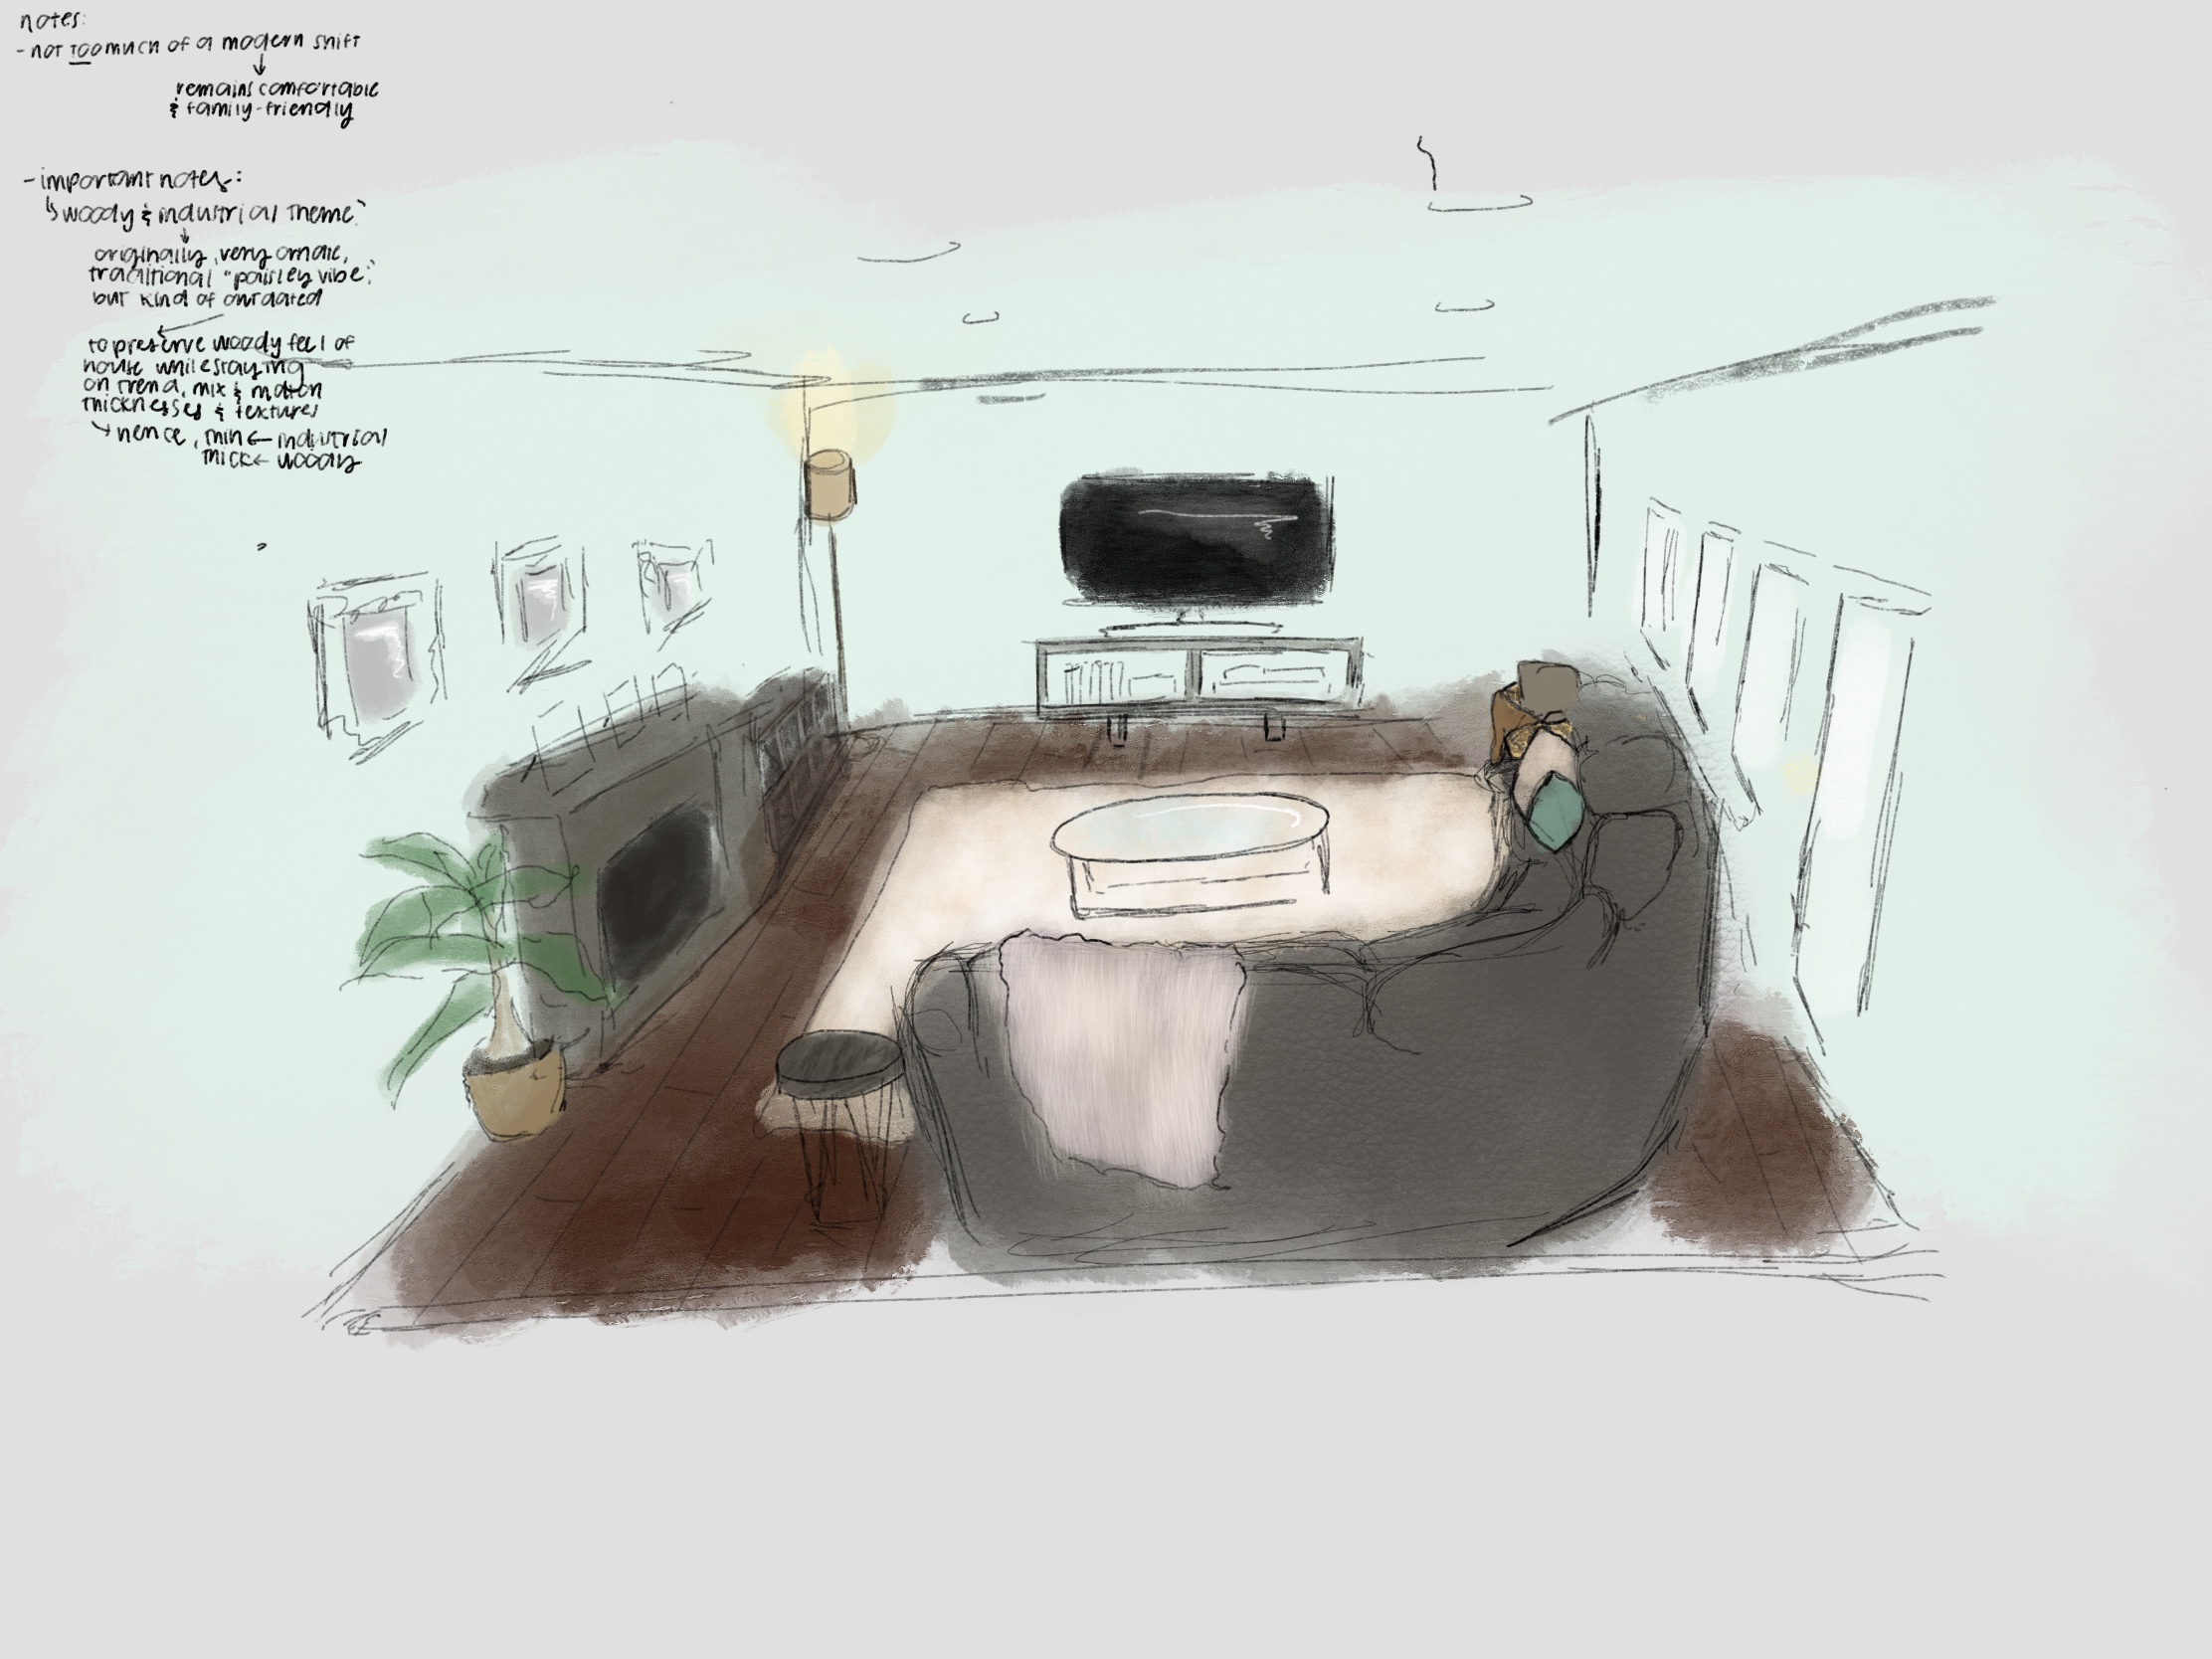 notes:
- not too much of a modern shift
↓
remains comfortable
& family-friendly
- important notes:
↳ woody & industrial theme:
↓
originally, very ornate,
traditional "paisley vibe",
but kind of outdated
to preserve woody feel of
house while staying
on trend, mix & match
thicknesses & textures
↳ hence, thin ← industrial
thick ← woody